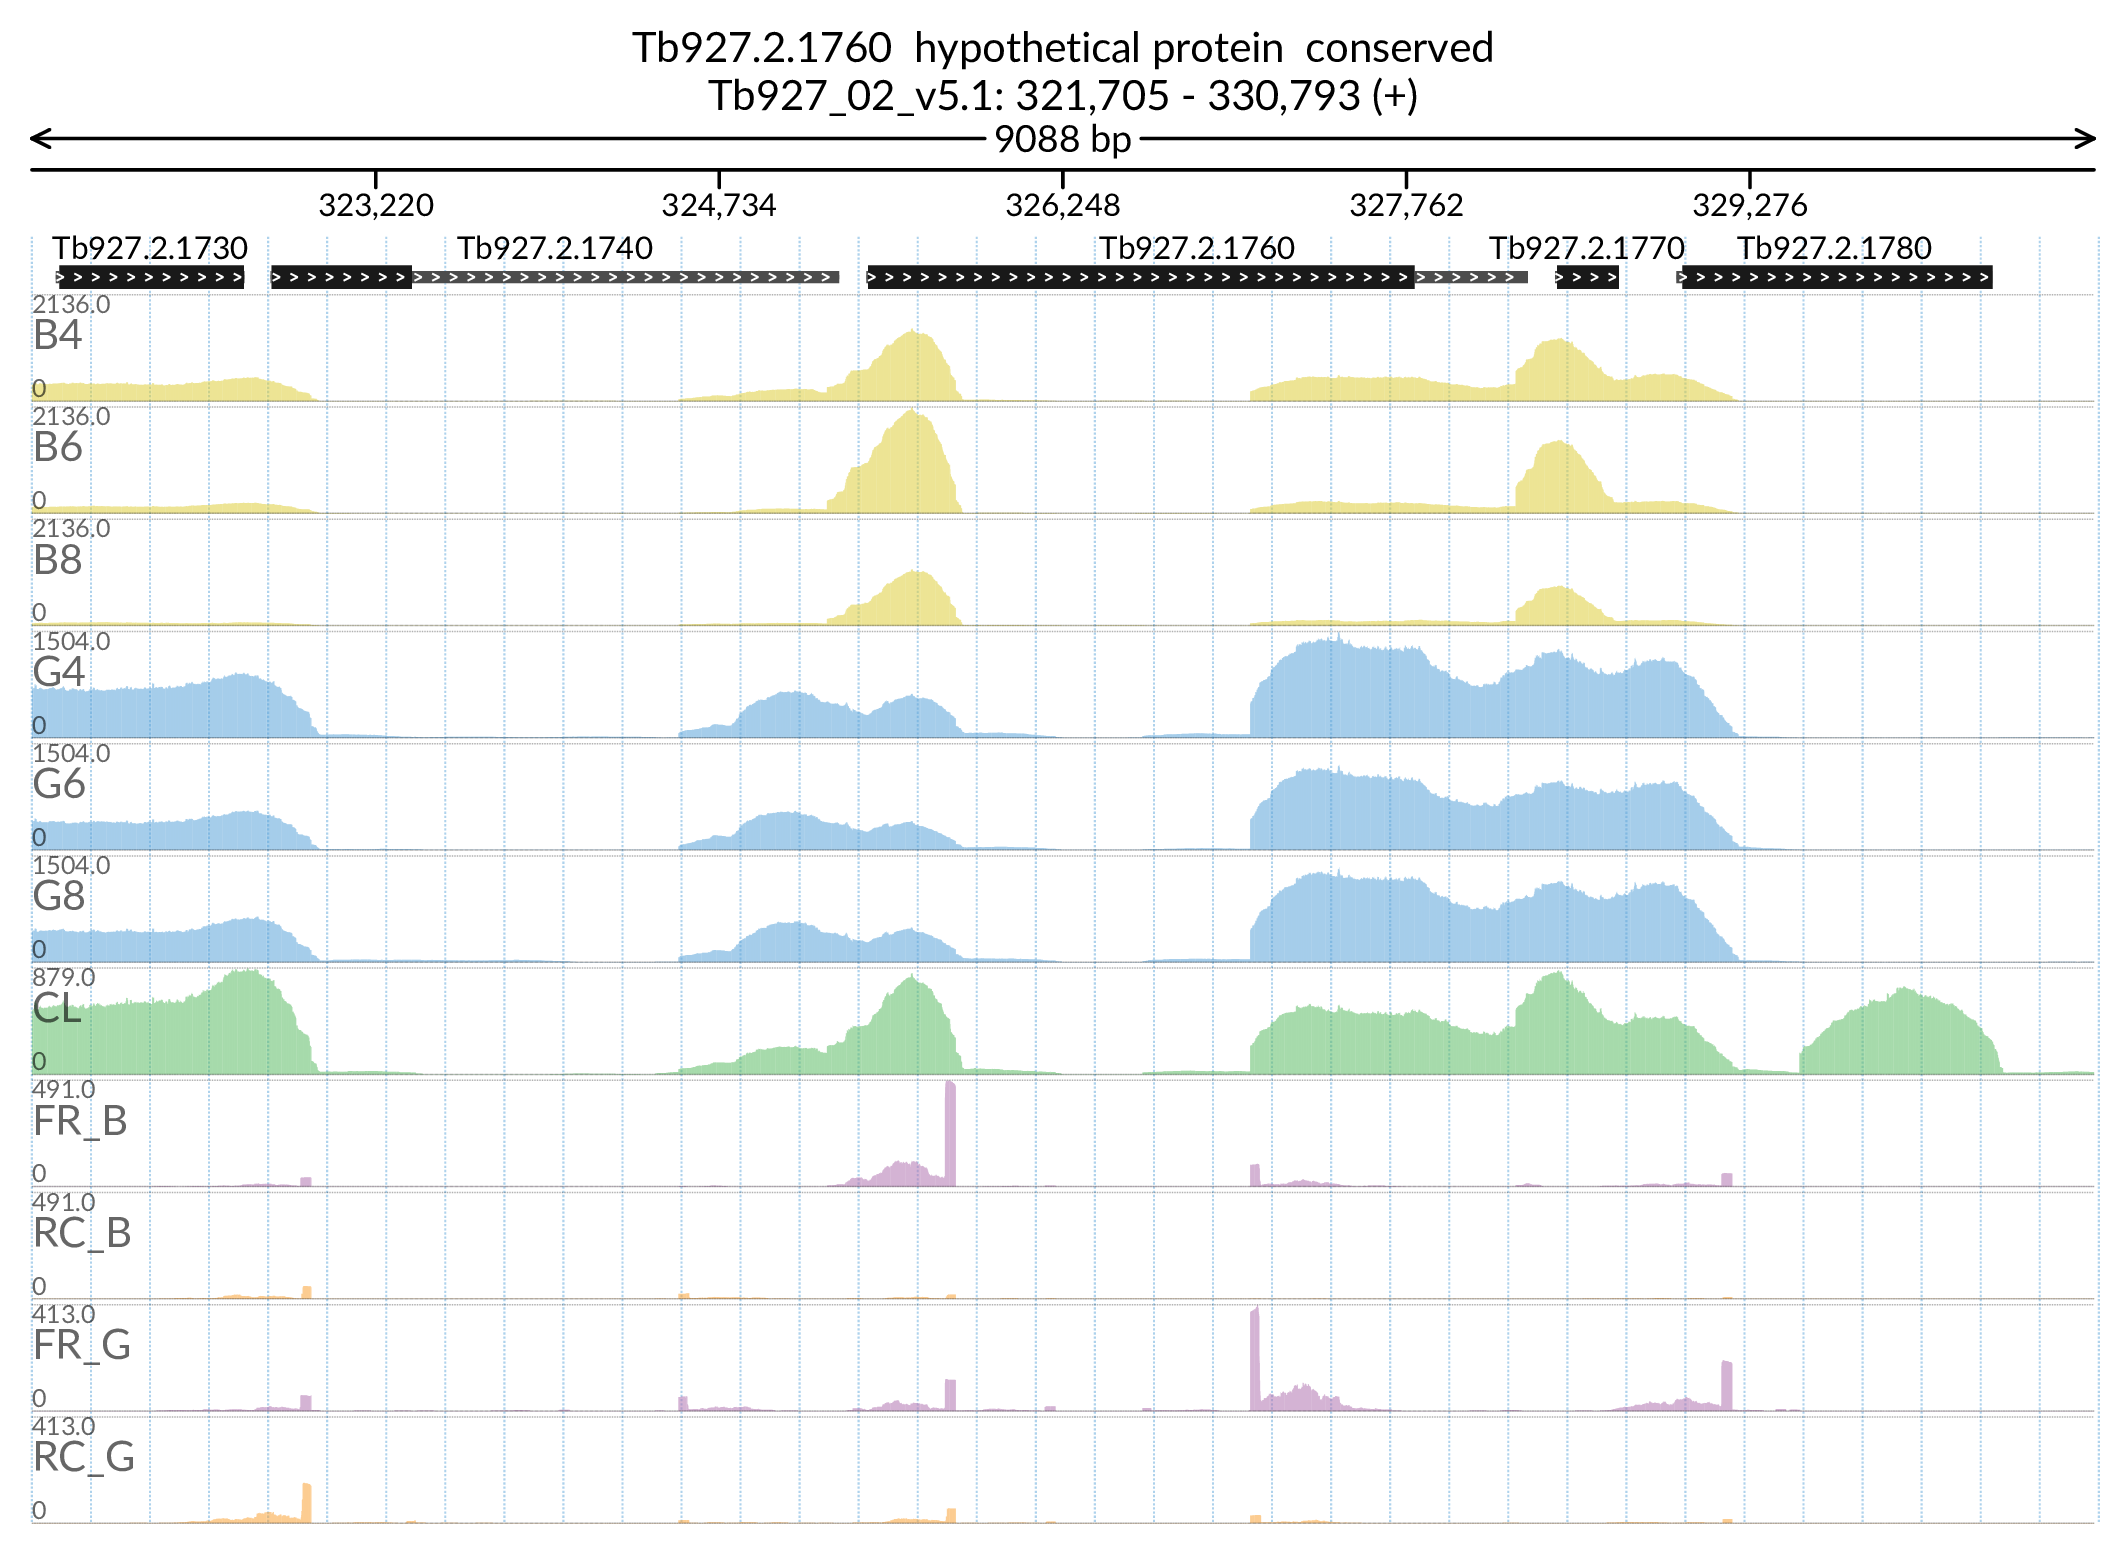 Tb927.2.1760  hypothetical protein  conserved
Tb927_02_v5.1: 321,705 - 330,793 (+)
9088 bp
323,220 324,734 326,248 327,762 329,276
Tb927.2.1730 Tb927.2.1740 Tb927.2.1760 Tb927.2.1770 Tb927.2.1780
2136.0
B4
0
2136.0
B6
0
2136.0
B8
0
1504.0
G4
0
1504.0
G6
0
1504.0
G8
0
879.0
CL
0
491.0
FR_B
0
491.0
RC_B
0
413.0
FR_G
0
413.0
RC_G
0